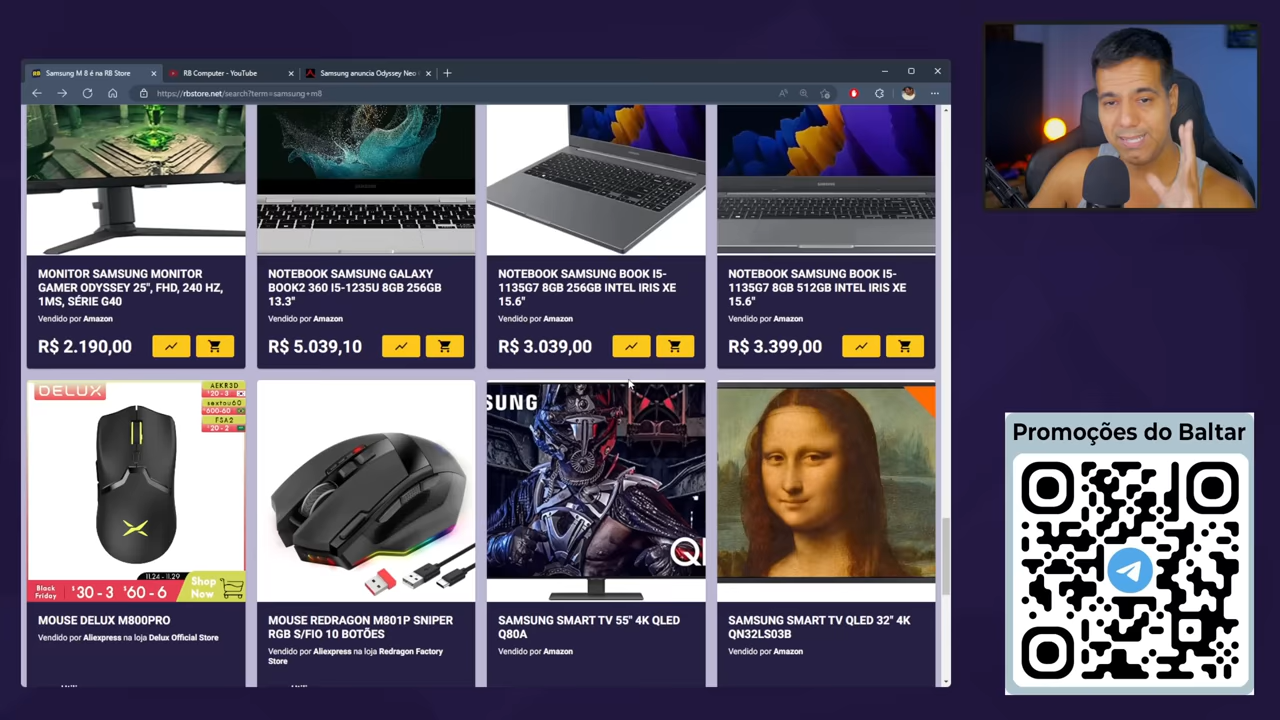 Samsung M 8 é na RB Store
RB Computer - YouTube
Samsung anuncia Odyssey Neo
https://rbstore.net/search?term=samsung+m8
MONITOR SAMSUNG MONITOR
GAMER ODYSSEY 25", FHD, 240 HZ,
1MS, SÉRIE G40
Vendido por Amazon
R$ 2.190,00
NOTEBOOK SAMSUNG GALAXY
BOOK2 360 I5-1235U 8GB 256GB
13.3"
Vendido por Amazon
R$ 5.039,10
NOTEBOOK SAMSUNG BOOK I5-
1135G7 8GB 256GB INTEL IRIS XE
15.6"
Vendido por Amazon
R$ 3.039,00
NOTEBOOK SAMSUNG BOOK I5-
1135G7 8GB 512GB INTEL IRIS XE
15.6"
Vendido por Amazon
R$ 3.399,00
DELUX
AEKR3D
Black
Friday
11.24 - 11.29
$30 - 3 $60 - 6
Shop
Now
MOUSE DELUX M800PRO
Vendido por Aliexpress na loja Delux Official Store
MOUSE REDRAGON M801P SNIPER
RGB S/FIO 10 BOTÕES
Vendido por Aliexpress na loja Redragon Factory
Store
SUNG
SAMSUNG SMART TV 55" 4K QLED
Q80A
Vendido por Amazon
SAMSUNG SMART TV QLED 32" 4K
QN32LS03B
Vendido por Amazon
Promoções do Baltar